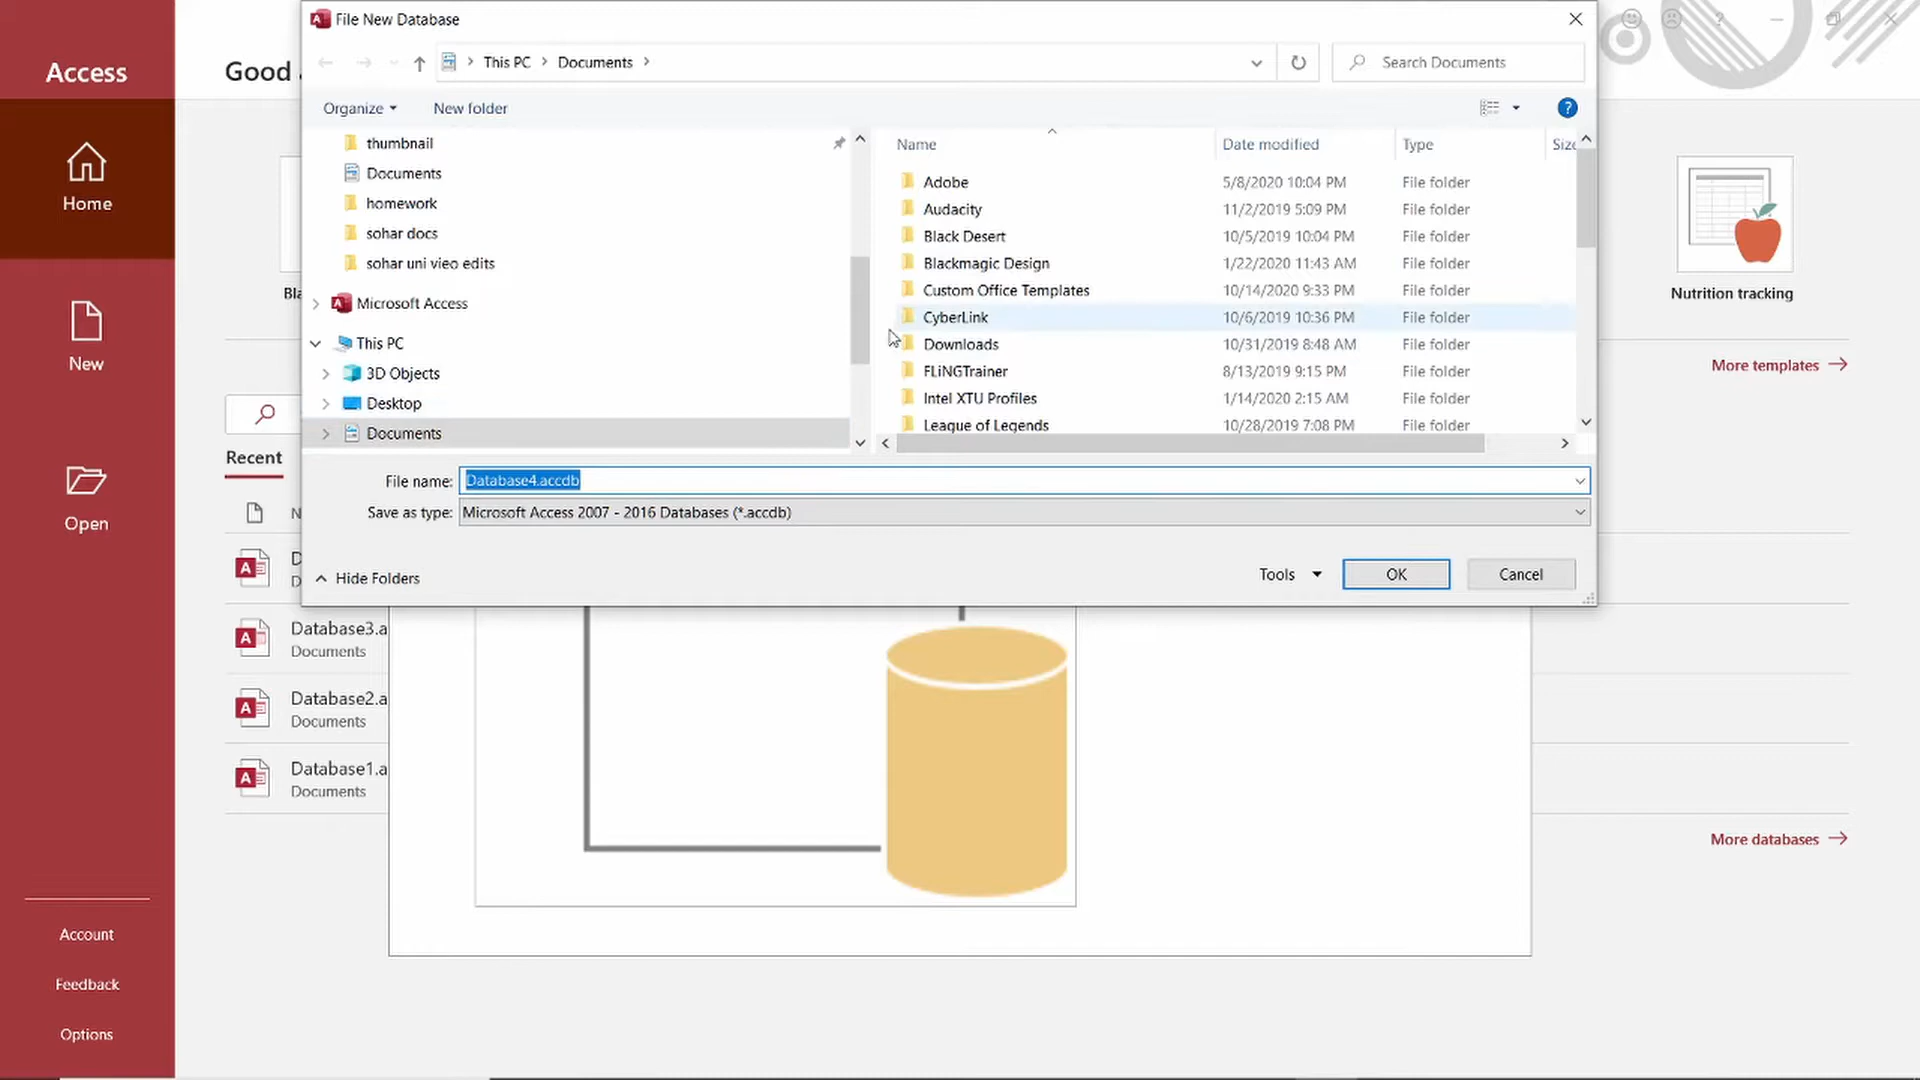 File New Database
Access
Good
This PC
Documents
Search Documents
Organize
New folder
?
thumbnail
Documents
homework
sohar docs
sohar uni vieo edits
Microsoft Access
This PC
3D Objects
Desktop
Documents
Name Date modified Type Size
Adobe 5/8/2020 10:04 PM File folder
Audacity 11/2/2019 5:09 PM File folder
Black Desert 10/5/2019 10:04 PM File folder
Blackmagic Design 1/22/2020 11:43 AM File folder
Custom Office Templates 10/14/2020 9:33 PM File folder
CyberLink 10/6/2019 10:36 PM File folder
Downloads 10/31/2019 8:48 AM File folder
FLiNGTrainer 8/13/2019 9:15 PM File folder
Intel XTU Profiles 1/14/2020 2:15 AM File folder
League of Legends 10/28/2019 7:08 PM File folder
File name: Database4.accdb
Save as type: Microsoft Access 2007 - 2016 Databases (*.accdb)
Hide Folders
Tools
OK
Cancel
Home
New
Open
Account
Feedback
Options
Bla
Nutrition tracking
More templates
Recent
N
D
D
Database3.a
Documents
Database2.a
Documents
Database1.a
Documents
More databases